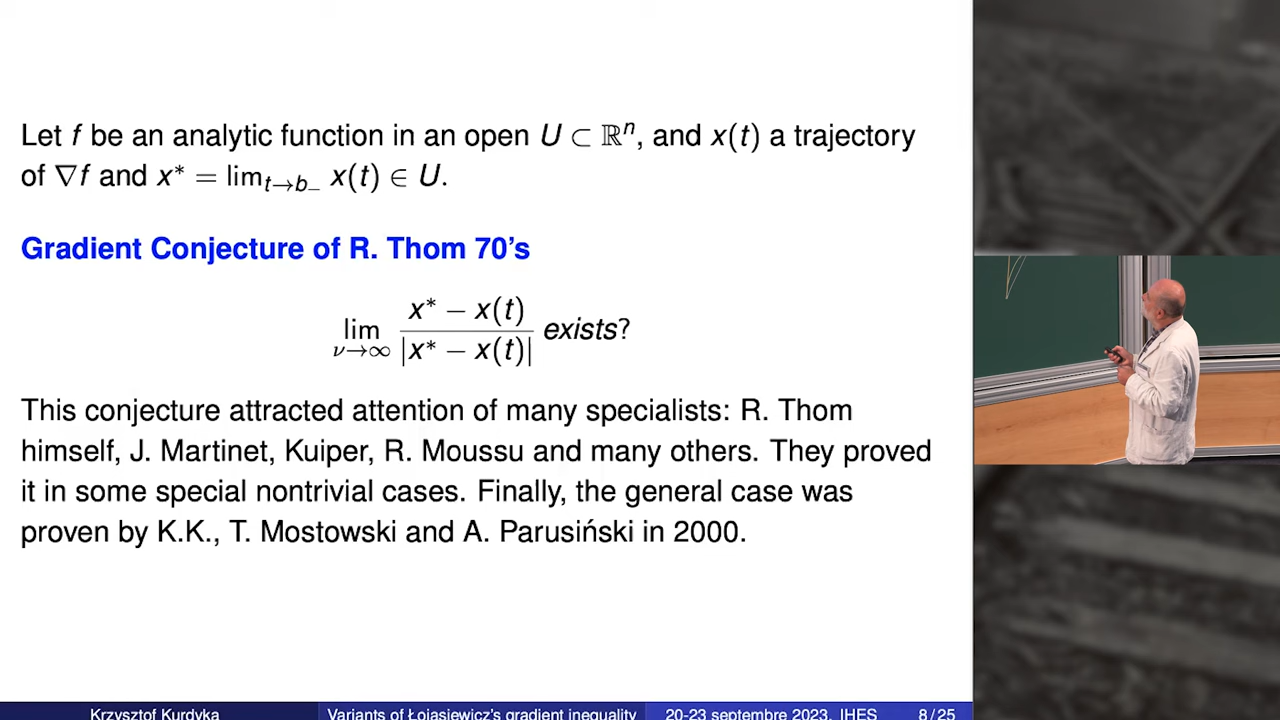 Let f be an analytic function in an open U ⊂ ℝⁿ, and x(t) a trajectory
of ∇f and x* = lim_{t→b_−} x(t) ∈ U.
Gradient Conjecture of R. Thom 70's
lim_{ν→∞} (x* − x(t)) / |x* − x(t)| exists?
This conjecture attracted attention of many specialists: R. Thom
himself, J. Martinet, Kuiper, R. Moussu and many others. They proved
it in some special nontrivial cases. Finally, the general case was
proven by K.K., T. Mostowski and A. Parusiński in 2000.
Krzysztof Kurdyka Variants of Łojasiewicz's gradient inequality 20-23 septembre 2023, IHES 8 / 25